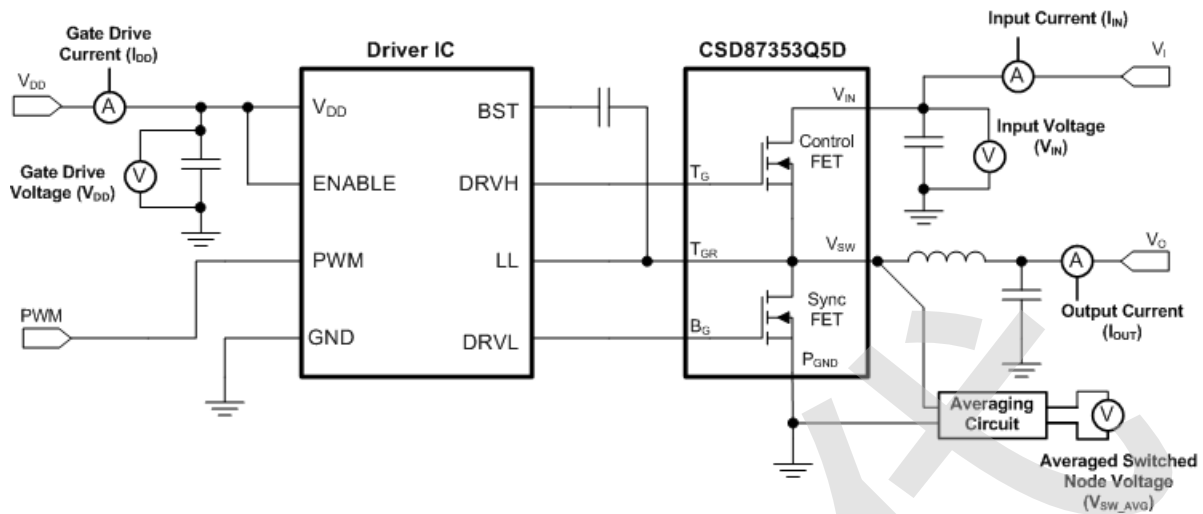 Gate Drive
Current (IDD)
VDD
A
Gate Drive
Voltage (VDD)
V
PWM
Driver IC
VDD
BST
ENABLE
DRVH
PWM
LL
GND
DRVL
CSD87353Q5D
VIN
Control
FET
TG
TGR
VSW
Sync
FET
BG
PGND
Input Current (IIN)
A
VI
Input Voltage
(VIN)
V
VO
A
Output Current
(IOUT)
Averaging
Circuit
V
Averaged Switched
Node Voltage
(VSW_AVG)